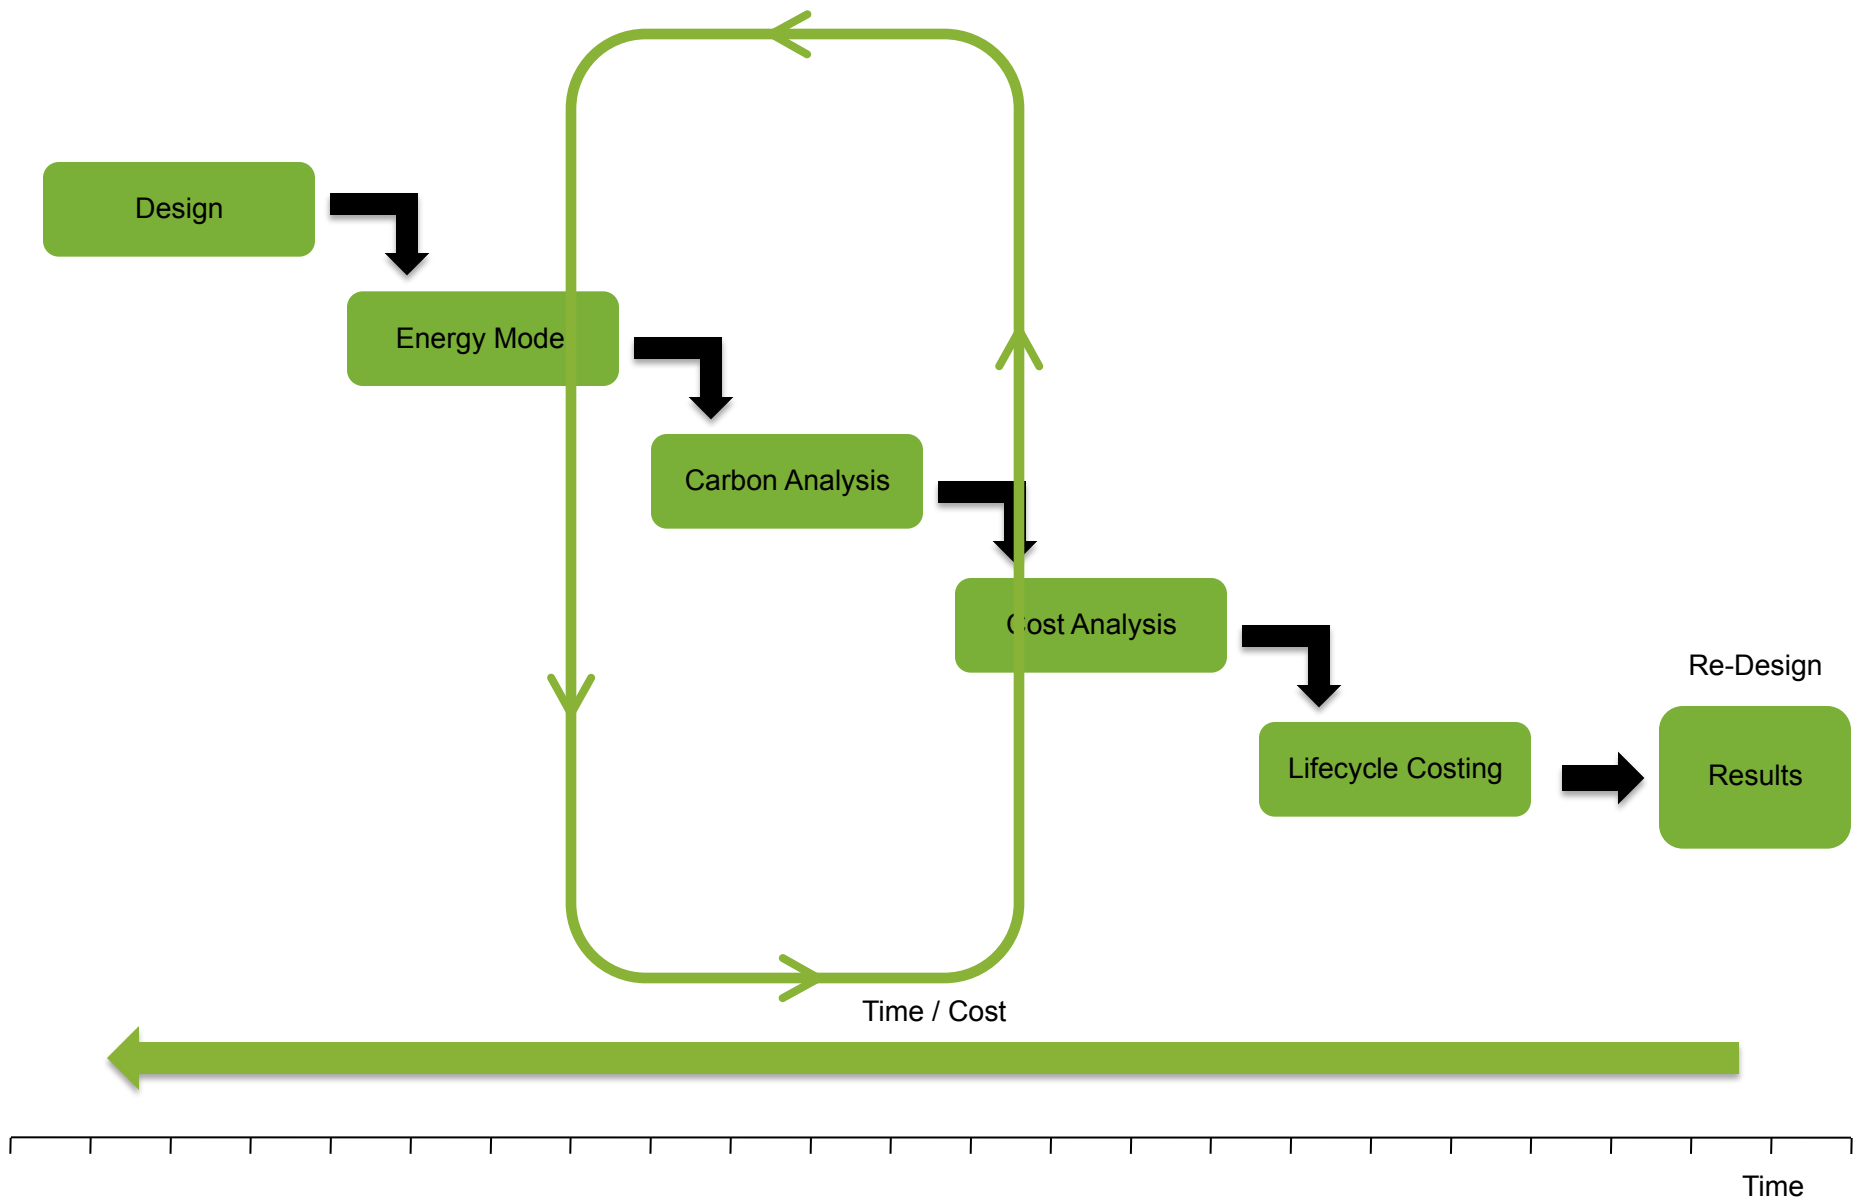 Design
Energy Mode
Carbon Analysis
Cost Analysis
Re-Design
Lifecycle Costing
Results
Time / Cost
Time